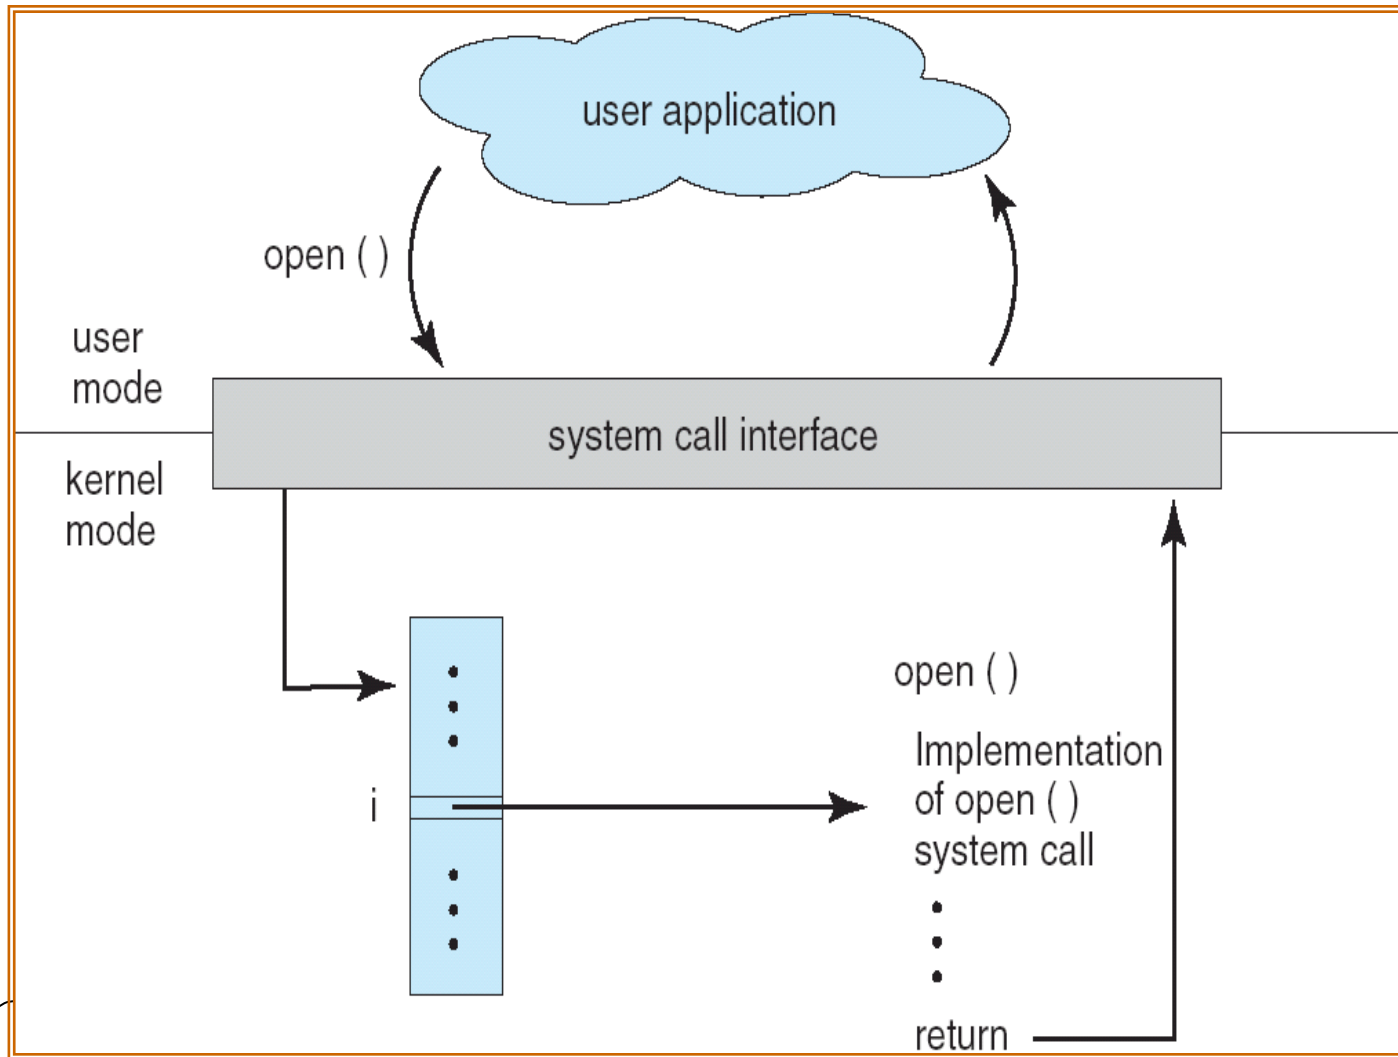 user application
open ( )
user
mode
system call interface
kernel
mode
open ( )
Implementation
i
of open ( )
system call
return